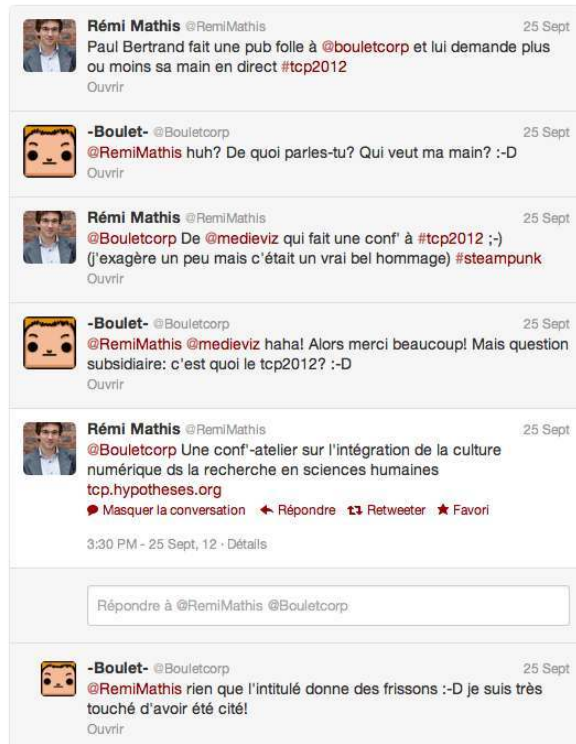 Rémi Mathis @RemiMathis 25 Sept
Paul Bertrand fait une pub folle à @bouletcorp et lui demande plus
ou moins sa main en direct #tcp2012
Ouvrir
-Boulet- @Bouletcorp 25 Sept
@RemiMathis huh? De quoi parles-tu? Qui veut ma main? :-D
Ouvrir
Rémi Mathis @RemiMathis 25 Sept
@Bouletcorp De @medieviz qui fait une conf' à #tcp2012 ;-)
(j'exagère un peu mais c'était un vrai bel hommage) #steampunk
Ouvrir
-Boulet- @Bouletcorp 25 Sept
@RemiMathis @medieviz haha! Alors merci beaucoup! Mais question
subsidiaire: c'est quoi le tcp2012? :-D
Ouvrir
Rémi Mathis @RemiMathis 25 Sept
@Bouletcorp Une conf'-atelier sur l'intégration de la culture
numérique ds la recherche en sciences humaines
tcp.hypotheses.org
Masquer la conversation Répondre Retweeter Favori
3:30 PM - 25 Sept, 12 · Détails
Répondre à @RemiMathis @Bouletcorp
-Boulet- @Bouletcorp 25 Sept
@RemiMathis rien que l'intitulé donne des frissons :-D je suis très
touché d'avoir été cité!
Ouvrir